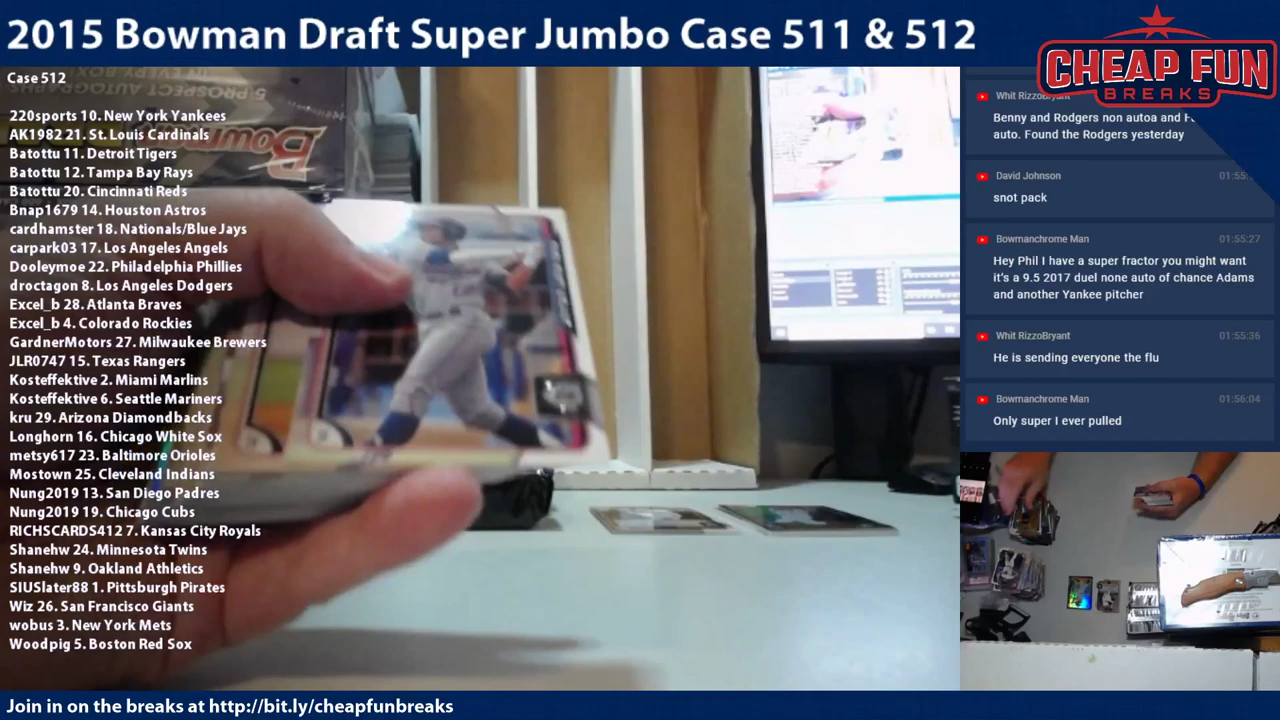 2015 Bowman Draft Super Jumbo Case 511 & 512
CHEAP FUN
BREAKS
Case 512
220sports 10. New York Yankees
AK1982 21. St. Louis Cardinals
Batottu 11. Detroit Tigers
Batottu 12. Tampa Bay Rays
Batottu 20. Cincinnati Reds
Bnap1679 14. Houston Astros
cardhamster 18. Nationals/Blue Jays
carpark03 17. Los Angeles Angels
Dooleymoe 22. Philadelphia Phillies
droctagon 8. Los Angeles Dodgers
Excel_b 28. Atlanta Braves
Excel_b 4. Colorado Rockies
GardnerMotors 27. Milwaukee Brewers
JLR0747 15. Texas Rangers
Kosteffektive 2. Miami Marlins
Kosteffektive 6. Seattle Mariners
kru 29. Arizona Diamondbacks
Longhorn 16. Chicago White Sox
metsy617 23. Baltimore Orioles
Mostown 25. Cleveland Indians
Nung2019 13. San Diego Padres
Nung2019 19. Chicago Cubs
RICHSCARDS412 7. Kansas City Royals
Shanehw 24. Minnesota Twins
Shanehw 9. Oakland Athletics
SIUSlater88 1. Pittsburgh Pirates
Wiz 26. San Francisco Giants
wobus 3. New York Mets
Woodpig 5. Boston Red Sox
5 PROSPECT AUTOGRAPHS
IN EVERY BOX
Bowman
Whit RizzoBryant
Benny and Rodgers non autoa and
auto. Found the Rodgers yesterday
David Johnson 01:55:
snot pack
Bowmanchrome Man 01:55:27
Hey Phil I have a super fractor you might want
it's a 9.5 2017 duel none auto of chance Adams
and another Yankee pitcher
Whit RizzoBryant 01:55:36
He is sending everyone the flu
Bowmanchrome Man 01:56:04
Only super I ever pulled
Join in on the breaks at http://bit.ly/cheapfunbreaks